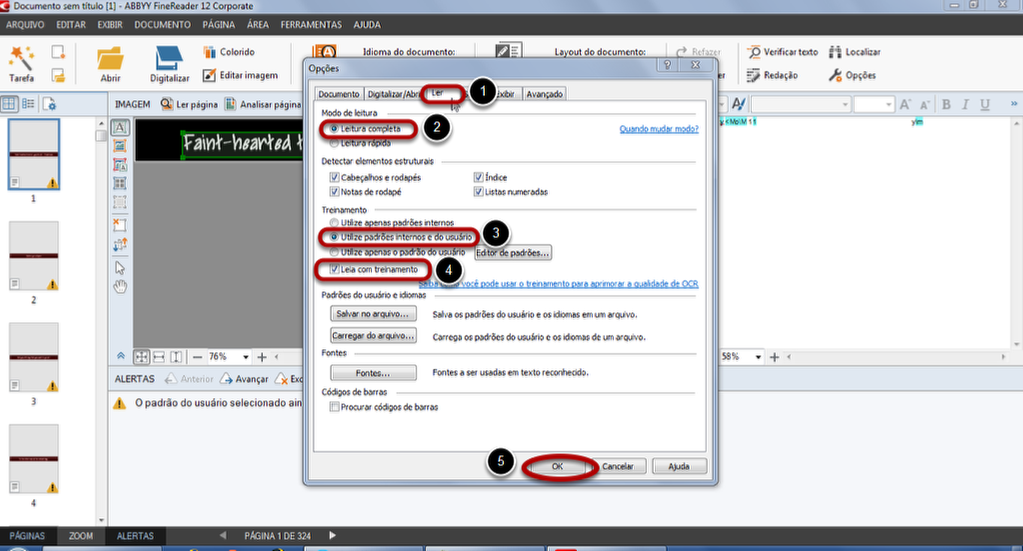 Documento sem título [1] - ABBYY FineReader 12 Corporate
ARQUIVO EDITAR EXIBIR DOCUMENTO PÁGINA ÁREA FERRAMENTAS AJUDA
Tarefa
Abrir
Digitalizar
Colorido
Editar imagem
Idioma do documento:
Layout do documento:
Refazer
Verificar texto
Localizar
Redação
Opções
IMAGEM Ler página Analisar página
Faint-hearted
1
2
3
4
Opções
Documento Digitalizar/Abri Ler Exibir Avançado
1
Modo de leitura
Leitura completa
2
Quando mudar modo?
Leitura rápida
Detectar elementos estruturais
Cabeçalhos e rodapés Índice
Notas de rodapé Listas numeradas
Treinamento
Utilize apenas padrões internos
Utilize padrões internos e do usuário
3
Utilize apenas o padrão do usuário Editor de padrões...
Leia com treinamento
4
você pode usar o treinamento para aprimorar a qualidade de OCR
Padrões do usuário e idiomas
Salvar no arquivo... Salva os padrões do usuário e os idiomas em um arquivo.
Carregar do arquivo... Carrega os padrões do usuário e os idiomas do um arquivo.
Fontes
Fontes... Fontes a ser usadas em texto reconhecido.
Códigos de barras
Procurar códigos de barras
5
OK Cancelar Ajuda
76%
58%
ALERTAS Anterior Avançar Exc
O padrão do usuário selecionado ain
PÁGINAS ZOOM ALERTAS PÁGINA 1 DE 324